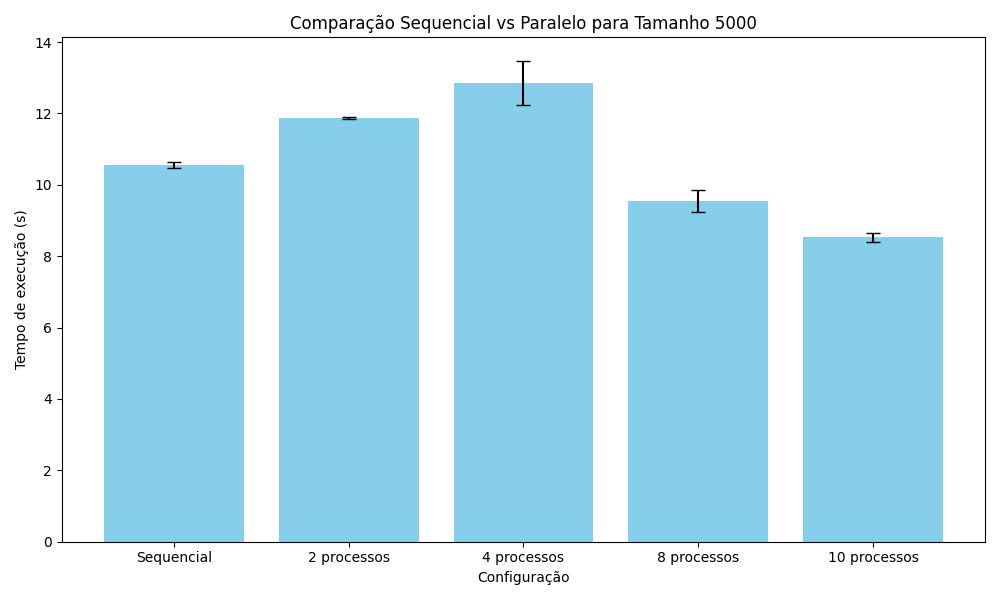 Comparação Sequencial vs Paralelo para Tamanho 5000
Tempo de execução (s)
14
12
10
8
6
4
2
0
Sequencial
2 processos
4 processos
8 processos
10 processos
Configuração